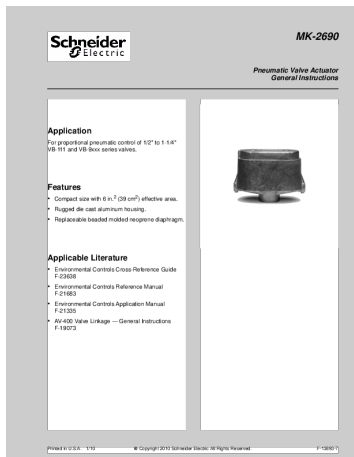 Schneider
Electric
MK-2690
Pneumatic Valve Actuator
General Instructions
Application
For proportional pneumatic control of 1/2" to 1-1/4"
VB-111 and VB-9xxx series valves.
Features
• Compact size with 6 in.2 (39 cm2) effective area.
• Rugged die cast aluminum housing.
• Replaceable beaded molded neoprene diaphragm.
Applicable Literature
• Environmental Controls Cross-Reference Guide
F-23638
• Environmental Controls Reference Manual
F-21683
• Environmental Controls Application Manual
F-21335
• AV-400 Valve Linkage — General Instructions
F-19073
Printed in U.S.A. 1/10 © Copyright 2010 Schneider Electric All Rights Reserved.